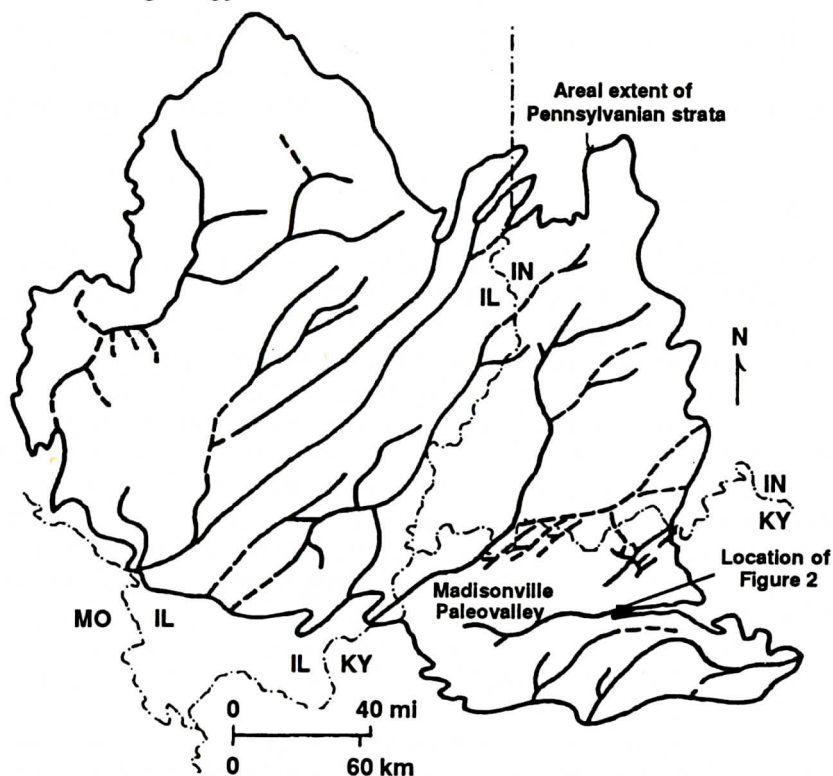 Areal extent of
Pennsylvanian strata
IN
IL
N
IN
KY
Location of
Figure 2
Madisonville
Paleovalley
MO
IL
IL
KY
0
40 mi
0
60 km